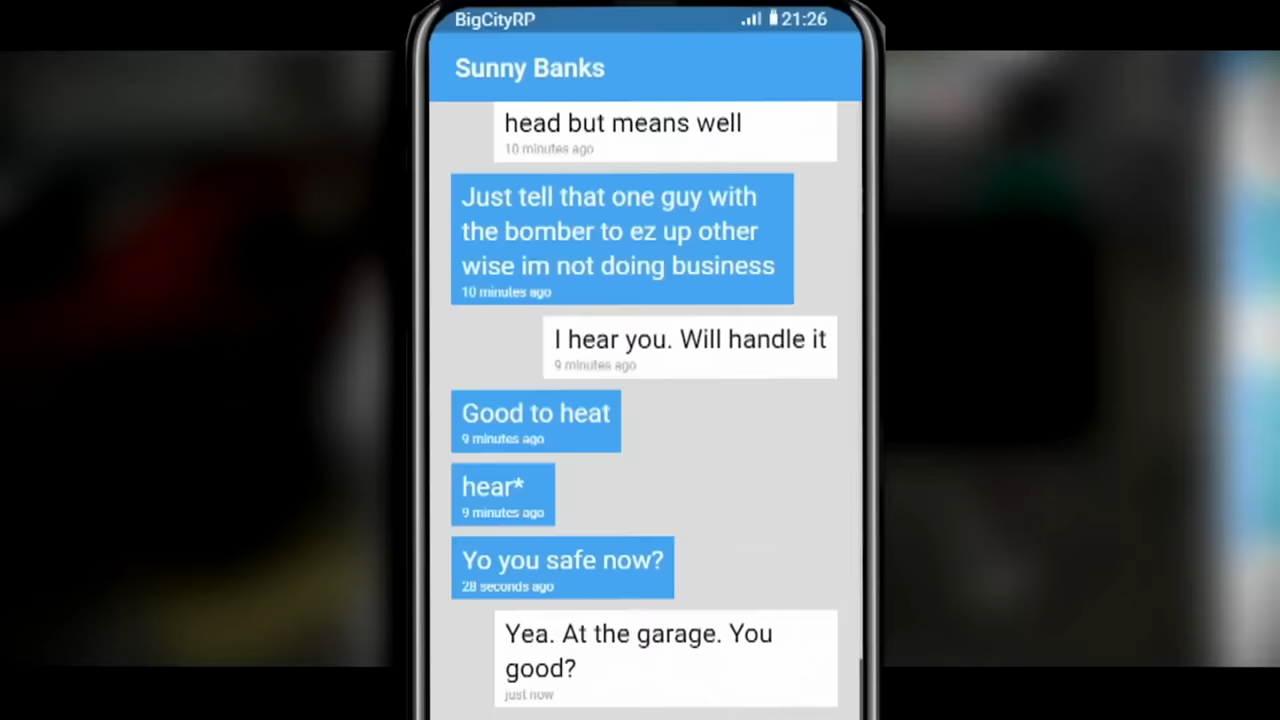 BigCityRP 21:26
Sunny Banks
head but means well
10 minutes ago
Just tell that one guy with
the bomber to ez up other
wise im not doing business
10 minutes ago
I hear you. Will handle it
9 minutes ago
Good to heat
9 minutes ago
hear*
9 minutes ago
Yo you safe now?
28 seconds ago
Yea. At the garage. You
good?
just now